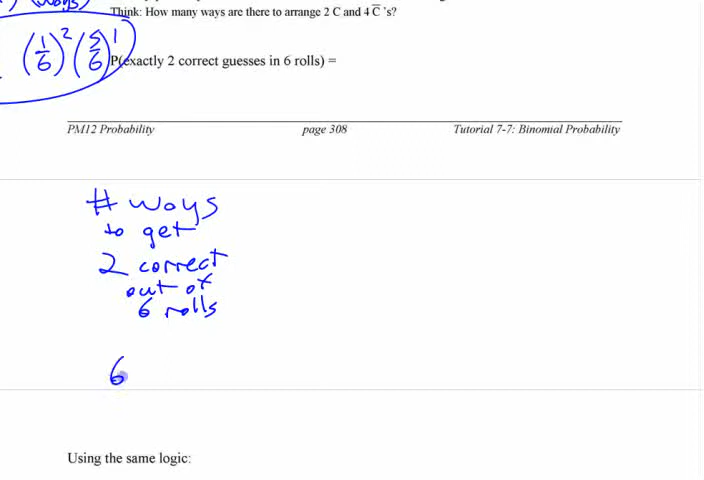 (ways)
Think: How many ways are there to arrange 2 C and 4 C̅ 's?
(1/6)² (5/6)¹
P(exactly 2 correct guesses in 6 rolls) =
PM12 Probability page 308 Tutorial 7-7: Binomial Probability
# ways
to get
2 correct
out of
6 rolls
6
Using the same logic: